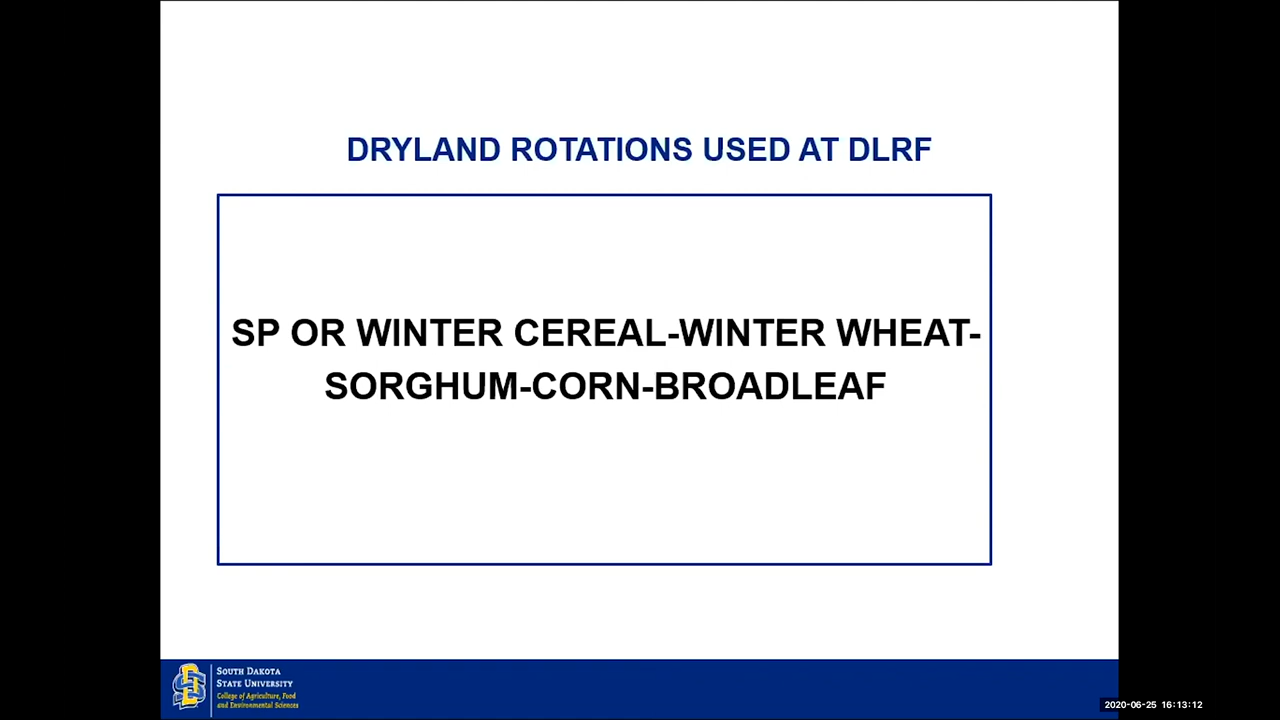 DRYLAND ROTATIONS USED AT DLRF
SP OR WINTER CEREAL-WINTER WHEAT-
SORGHUM-CORN-BROADLEAF
SOUTH DAKOTA
STATE UNIVERSITY
College of Agriculture, Food
and Environmental Sciences
2020-06-25 16:13:12